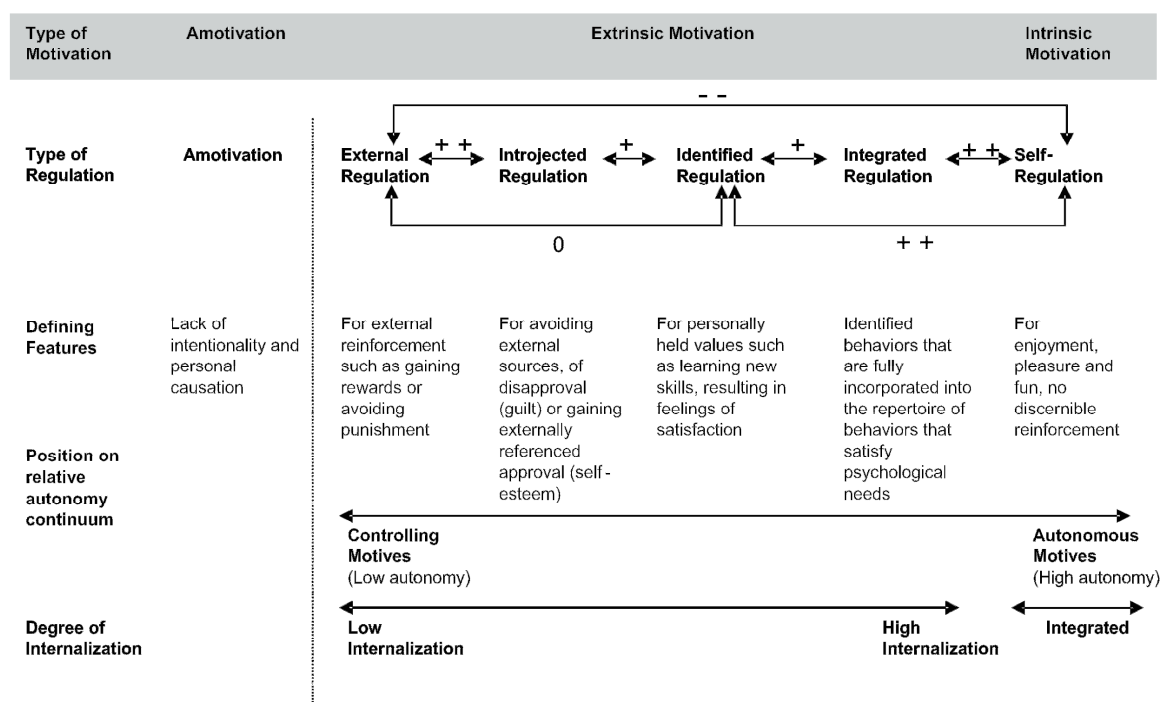 Type of Motivation
Amotivation
Extrinsic Motivation
Intrinsic Motivation
- -
Type of Regulation
Amotivation
External Regulation
+ +
Introjected Regulation
+
Identified Regulation
+
Integrated Regulation
+ +
Self-Regulation
0
+ +
Defining
Features
Lack of
intentionality and
personal
causation
For external
reinforcement
such as gaining
rewards or
avoiding
punishment
For avoiding
external
sources, of
disapproval
(guilt) or gaining
externally
referenced
approval (self-
esteem)
For personally
held values such
as learning new
skills, resulting in
feelings of
satisfaction
Identified
behaviors that
are fully
incorporated into
the repertoire of
behaviors that
satisfy
psychological
needs
For
enjoyment,
pleasure and
fun, no
discernible
reinforcement
Position on
relative
autonomy
continuum
Controlling
Motives
(Low autonomy)
Autonomous
Motives
(High autonomy)
Degree of
Internalization
Low
Internalization
High
Internalization
Integrated